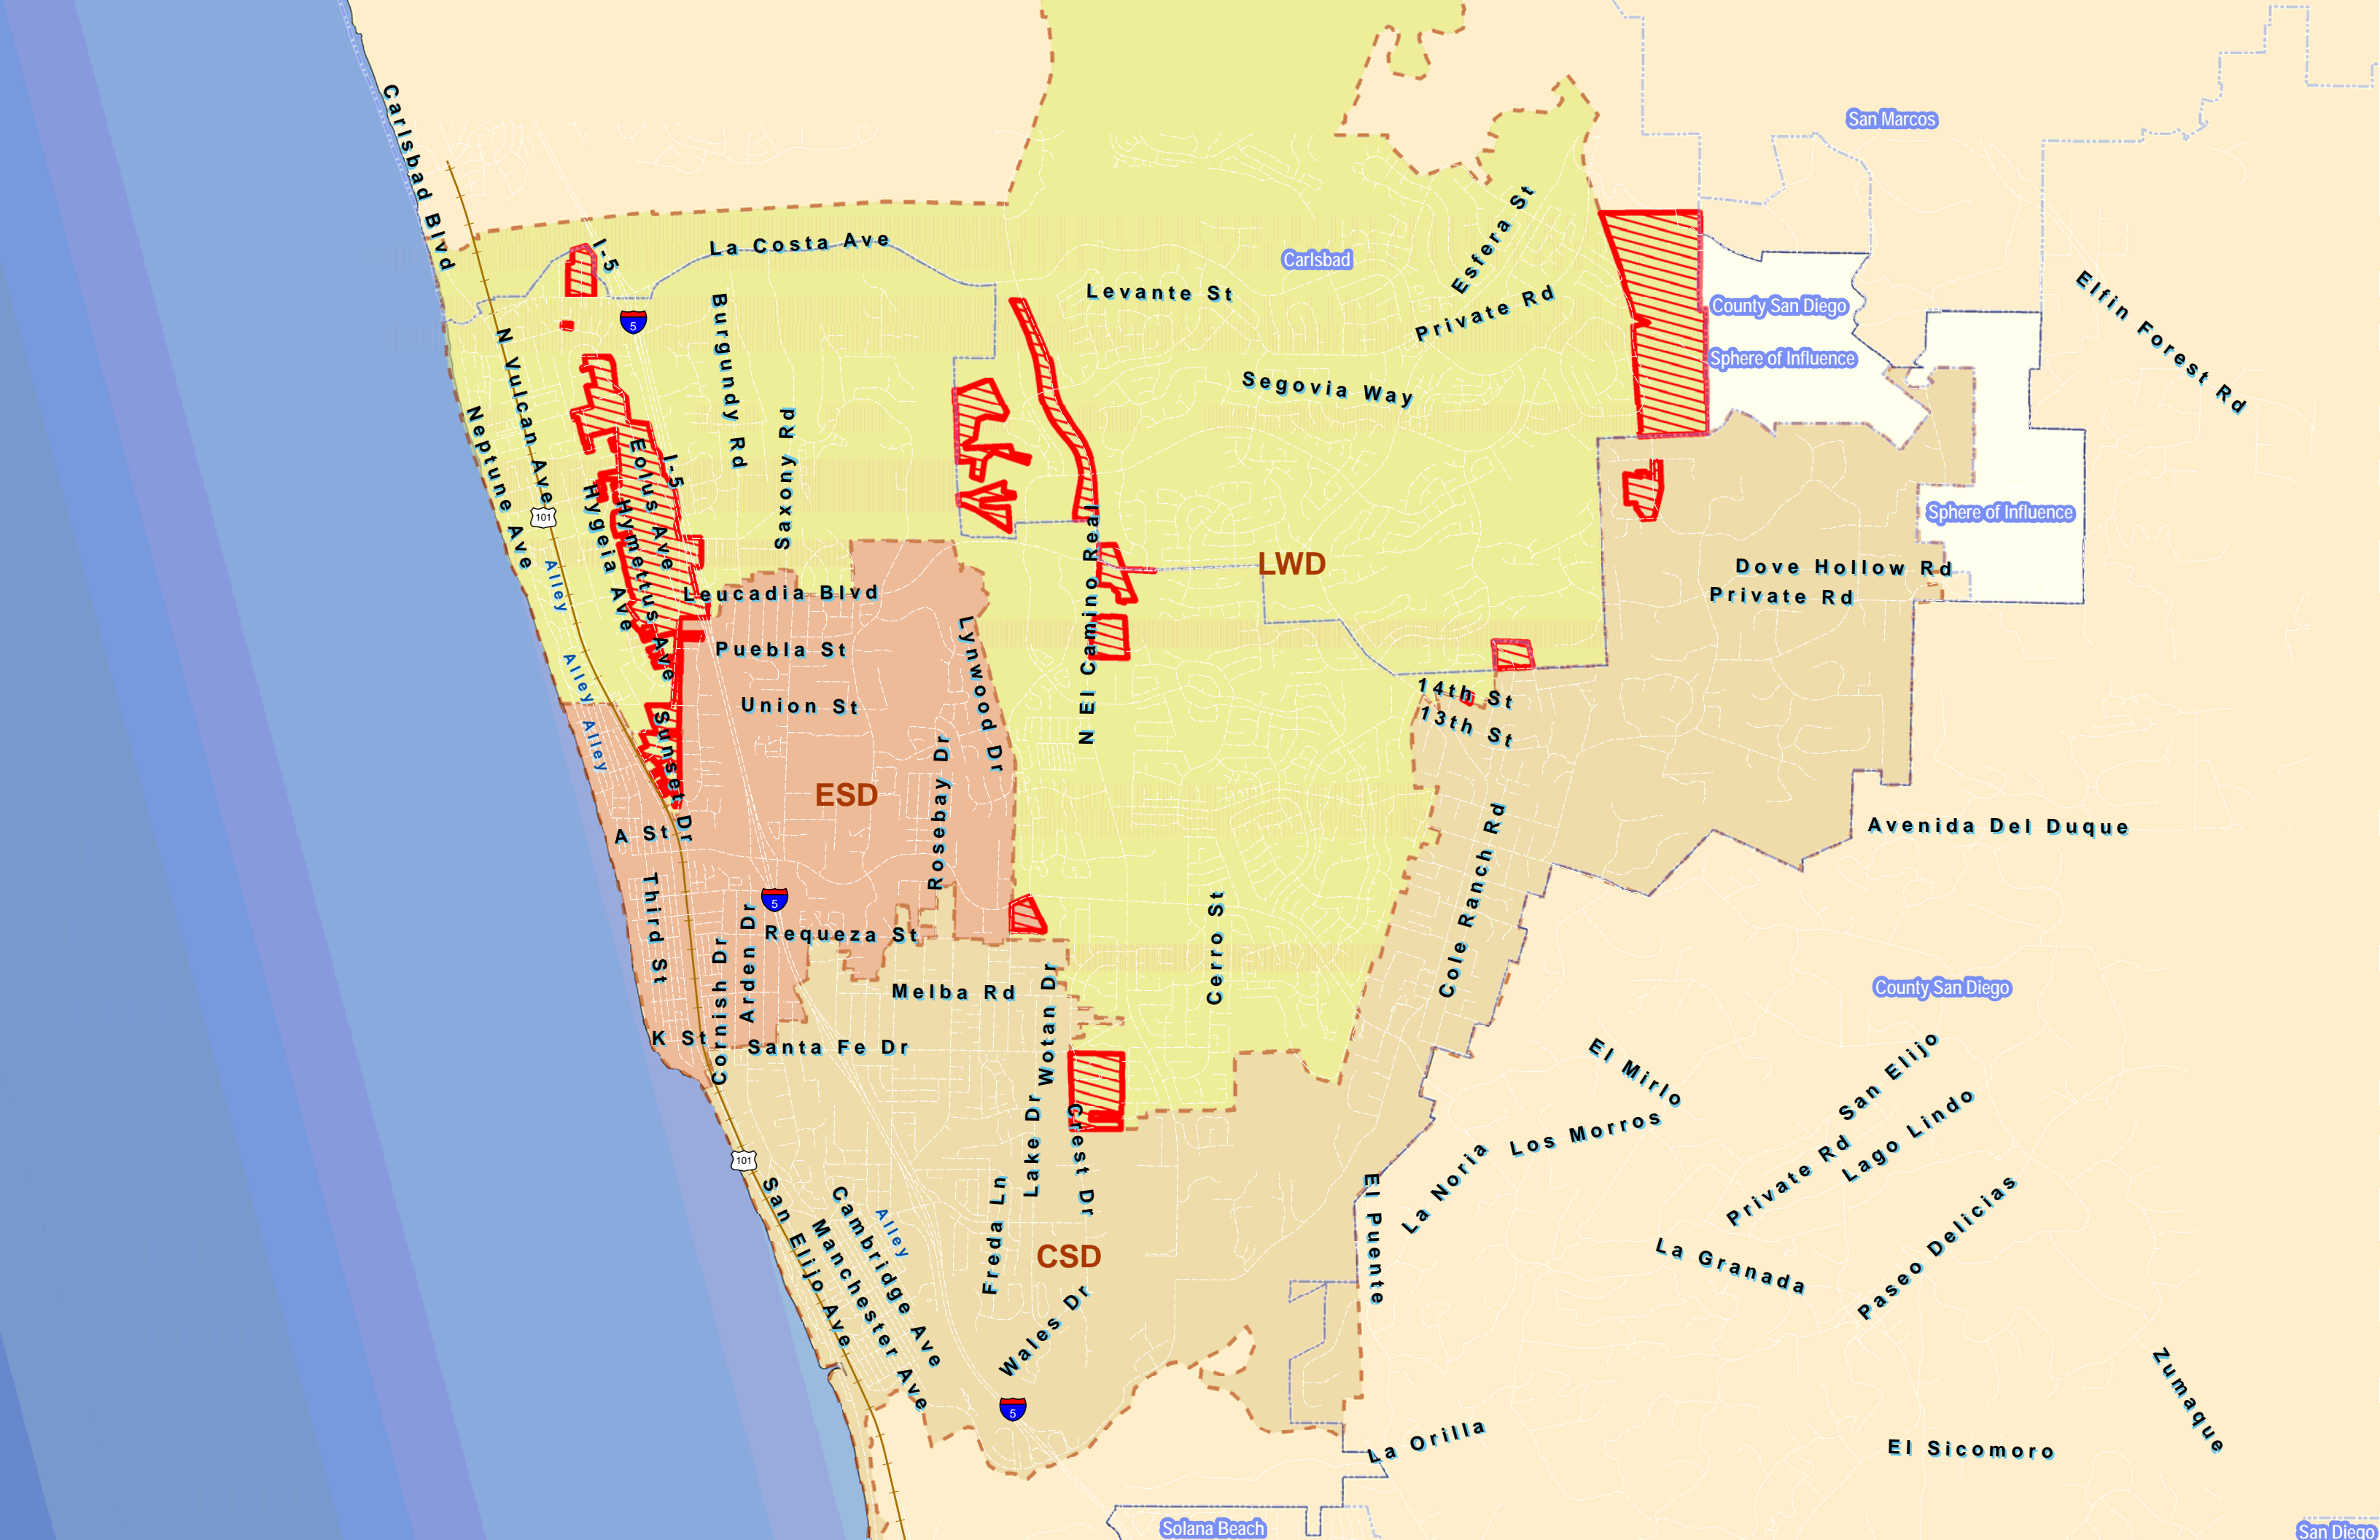 Carlsbad Blvd
San Marcos
I-5
La Costa Ave
Carlsbad
Esfera St
Levante St
Private Rd
County San Diego
Sphere of Influence
Elfin Forest Rd
5
N Vulcan Ave
Burgundy Rd
Segovia Way
Neptune Ave
Saxony Rd
I-5
Eolus Ave
Hygeia Ave
Hymettus Ave
101
Sphere of Influence
N El Camino Real
LWD
Dove Hollow Rd
Private Rd
Alley
Leucadia Blvd
Puebla St
Lynwood Dr
Alley
Union St
14th St
13th St
Alley
Sunset Dr
Rosebay Dr
ESD
A St
Cole Ranch Rd
Avenida Del Duque
Third St
5
Arden Dr
Requeza St
Cornish Dr
Cerro St
Melba Rd
Wotan Dr
County San Diego
K St
Santa Fe Dr
El Mirlo
San Elijo
Lake Dr
Crest Dr
Los Morros
Lago Lindo
Private Rd
La Noria
101
San Elijo Ave
Cambridge Ave
Manchester Ave
Alley
Freda Ln
CSD
El Puente
La Granada
Paseo Delicias
Wales Dr
Zumaque
5
La Orilla
El Sicomoro
Solana Beach
San Diego